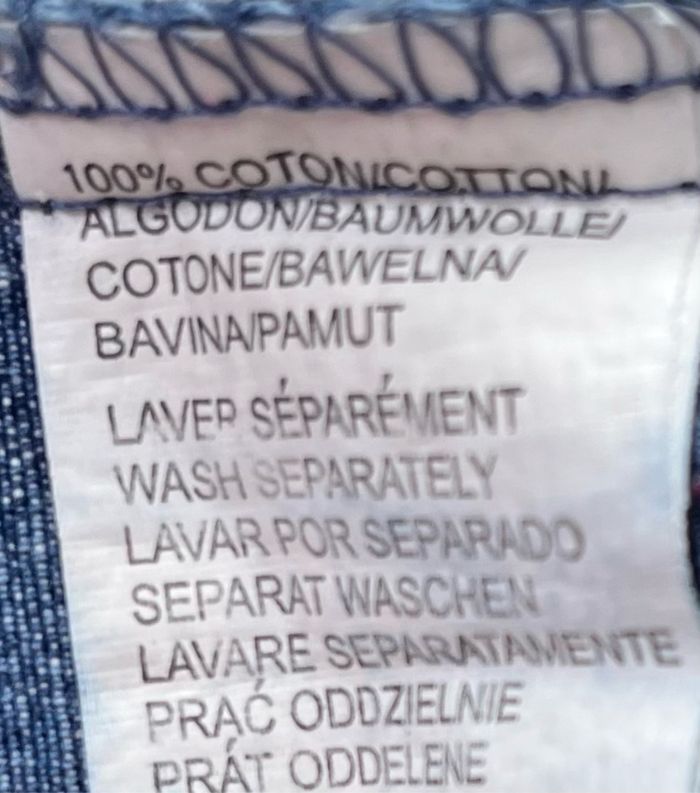 100% COTON/COTTON/
ALGODON/BAUMWOLLE/
COTONE/BAWELNA/
BAVINA/PAMUT
LAVER SÉPARÉMENT
WASH SEPARATELY
LAVAR POR SEPARADO
SEPARAT WASCHEN
LAVARE SEPARATAMENTE
PRAĆ ODDZIELNIE
PRÁT ODDELENE